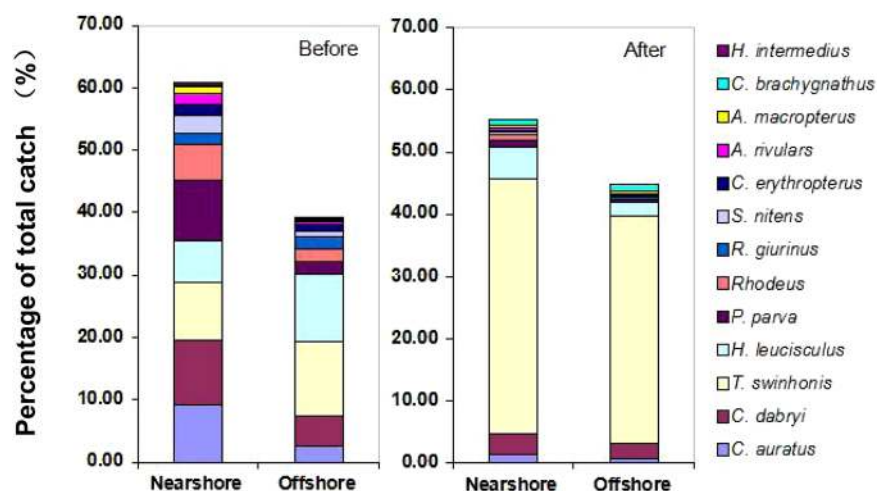 Percentage of total catch (%)
70.00
60.00
50.00
40.00
30.00
20.00
10.00
0.00
Before
Nearshore Offshore
70.00
60.00
50.00
40.00
30.00
20.00
10.00
0.00
After
Nearshore Offshore
H. intermedius
C. brachygnathus
A. macropterus
A. rivulars
C. erythropterus
S. nitens
R. giurinus
Rhodeus
P. parva
H. leucisculus
T. swinhonis
C. dabryi
C. auratus